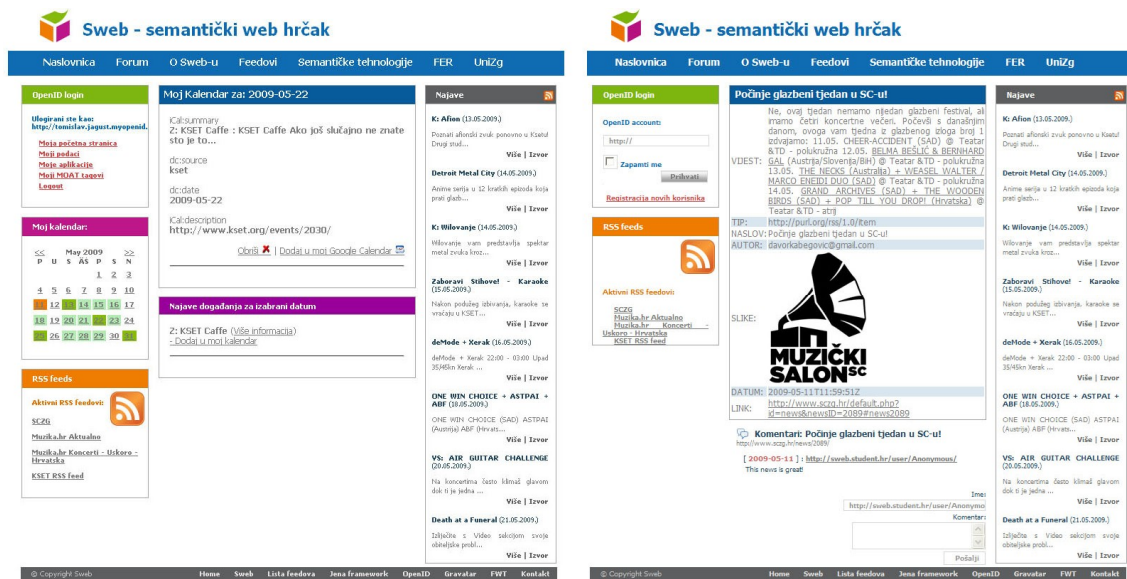 Sweb - semantički web hrčak
Naslovnica Forum O Sweb-u Feedovi Semantičke tehnologije FER UniZg
OpenID login
Ulogirani ste kao:
http://tomislav.jagust.myopenid.
Moja početna stranica
Moji podaci
Moje aplikacije
Moji MOAT tagovi
Logout
Moj kalendar:
<< May 2009 >>
P U S ÄŚ P S N
1 2 3
4 5 6 7 8 9 10
11 12 13 14 15 16 17
18 19 20 21 22 23 24
25 26 27 28 29 30 31
RSS feeds
Aktivni RSS feedovi:
SCZG
Muzika.hr Aktualno
Muzika.hr Koncerti - Uskoro -
Hrvatska
KSET RSS feed
Moj Kalendar za: 2009-05-22
iCal:summary
2: KSET Caffe : KSET Caffe Ako još slučajno ne znate
sto je to...
dc:source
kset
dc:date
2009-05-22
iCal:description
http://www.kset.org/events/2030/
Obriši | Dodaj u moj Google Calendar
Najave događanja za izabrani datum
2: KSET Caffe (Više informacija)
- Dodaj u moj kalendar
Najave
K: Afion (13.05.2009.)
Poznati afionski zvuk ponovno u Ksetu!
Drugi stud...
Više | Izvor
Detroit Metal City (14.05.2009.)
Anime serija u 12 kratkih epizoda koja
prati glazb...
Više | Izvor
K: Wilovanje (14.05.2009.)
Wilovanje vam predstavlja spektar
metal zvuka kroz...
Više | Izvor
Zaboravi Stihove! - Karaoke
(15.05.2009.)
Nakon podužeg izbivanja, karaoke se
vraćaju u KSET...
Više | Izvor
deMode + Xerak (16.05.2009.)
deMode + Xerak 22:00 - 03:00 Upad
35/45kn Xerak ...
Više | Izvor
ONE WIN CHOICE + ASTPAI +
ABF (18.05.2009.)
ONE WIN CHOICE (SAD) ASTPAI
(Austrija) ABF (Hrvats...
Više | Izvor
VS: AIR GUITAR CHALLENGE
(20.05.2009.)
Na koncertima često klimaš glavom
dok ti je jedna ...
Više | Izvor
Death at a Funeral (21.05.2009.)
Izliječite s Video sekcijom svoje
obiteljske probl...
Više | Izvor
© Copyright Sweb Home Sweb Lista feedova Jena framework OpenID Gravatar FWT Kontakt
Sweb - semantički web hrčak
Naslovnica Forum O Sweb-u Feedovi Semantičke tehnologije FER UniZg
OpenID login
OpenID account:
http://
Zapamti me
Prihvati
Registracija novih korisnika
RSS feeds
Aktivni RSS feedovi:
SCZG
Muzika.hr Aktualno
Muzika.hr Koncerti -
Uskoro - Hrvatska
KSET RSS feed
Počinje glazbeni tjedan u SC-u!
Ne, ovaj tjedan nemamo nijedan glazbeni festival, ali
imamo četiri koncertne večeri. Počevši s današnjim
danom, ovoga vam tjedna iz glazbenog izloga broj 1
izdvajamo: 11.05. CHEER-ACCIDENT (SAD) @ Teatar
&TD - polukružna 12.05. BELMA BEŠLIĆ & BERNHARD
VIJEST: GAL (Austrija/Slovenija/BiH) @ Teatar &TD - polukružna
13.05. THE NECKS (Australija) + WEASEL WALTER /
MARCO ENEIDI DUO (SAD) @ Teatar &TD - polukružna
14.05. GRAND ARCHIVES (SAD) + THE WOODEN
BIRDS (SAD) + POP TILL YOU DROP! (Hrvatska) @
Teatar &TD - atrij
TIP: http://purl.org/rss/1.0/item
NASLOV: Počinje glazbeni tjedan u SC-u!
AUTOR: davorkabegovic@gmail.com
SLIKE:
MUZIČKI
SALON SC
DATUM: 2009-05-11T11:59:51Z
LINK: http://www.sczg.hr/default.php?
id=news&newsID=2089#news2089
Komentari: Počinje glazbeni tjedan u SC-u!
http://www.sczg.hr/news/2089/
[ 2009-05-11 ] : http://sweb.student.hr/user/Anonymous/
This news is great!
Ime:
http://sweb.student.hr/user/Anonymo
Komentar:
Pošalji
Najave
K: Afion (13.05.2009.)
Poznati afionski zvuk ponovno u Ksetu!
Drugi stud...
Više | Izvor
Detroit Metal City (14.05.2009.)
Anime serija u 12 kratkih epizoda koja
prati glazb...
Više | Izvor
K: Wilovanje (14.05.2009.)
Wilovanje vam predstavlja spektar
metal zvuka kroz...
Više | Izvor
Zaboravi Stihove! - Karaoke
(15.05.2009.)
Nakon podužeg izbivanja, karaoke se
vraćaju u KSET...
Više | Izvor
deMode + Xerak (16.05.2009.)
deMode + Xerak 22:00 - 03:00 Upad
35/45kn Xerak ...
Više | Izvor
ONE WIN CHOICE + ASTPAI +
ABF (18.05.2009.)
ONE WIN CHOICE (SAD) ASTPAI
(Austrija) ABF (Hrvats...
Više | Izvor
VS: AIR GUITAR CHALLENGE
(20.05.2009.)
Na koncertima često klimaš glavom
dok ti je jedna ...
Više | Izvor
Death at a Funeral (21.05.2009.)
Izliječite s Video sekcijom svoje
obiteljske probl...
Više | Izvor
© Copyright Sweb Home Sweb Lista feedova Jena framework OpenID Gravatar FWT Kontakt